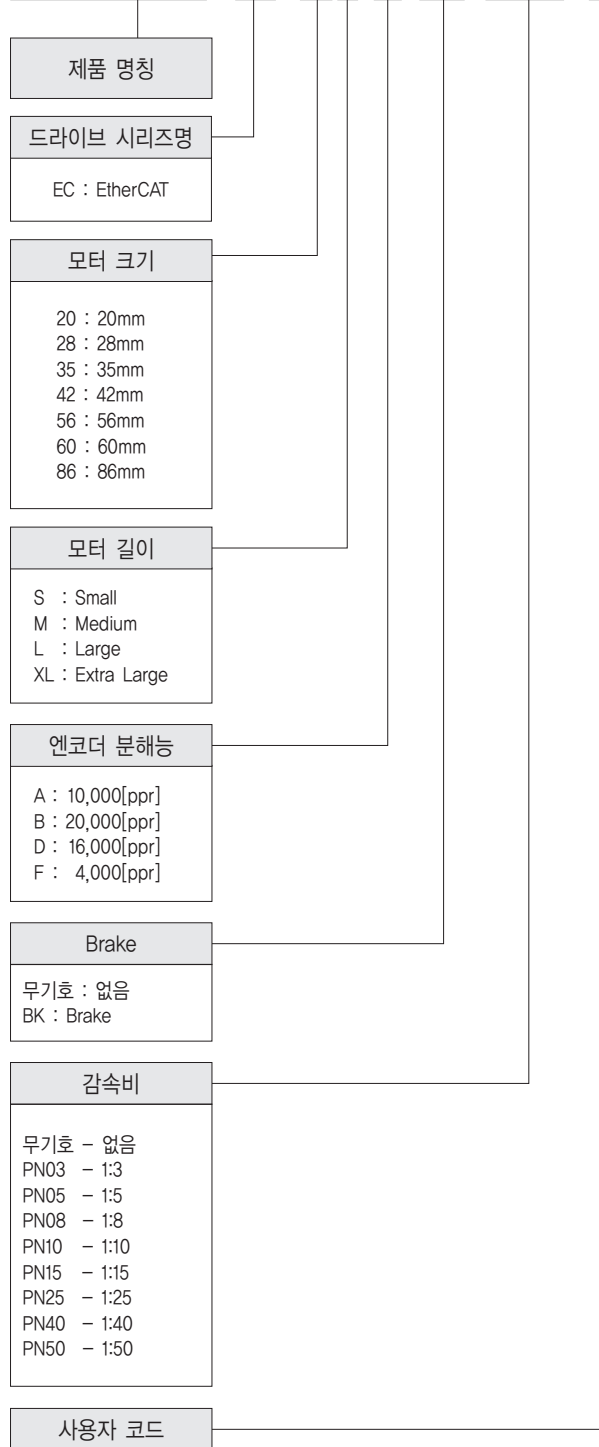 제품 명칭
드라이브 시리즈명
EC : EtherCAT
모터 크기
20 : 20mm
28 : 28mm
35 : 35mm
42 : 42mm
56 : 56mm
60 : 60mm
86 : 86mm
모터 길이
S : Small
M : Medium
L : Large
XL : Extra Large
엔코더 분해능
A : 10,000[ppr]
B : 20,000[ppr]
D : 16,000[ppr]
F : 4,000[ppr]
Brake
무기호 : 없음
BK : Brake
감속비
무기호 – 없음
PN03 – 1:3
PN05 – 1:5
PN08 – 1:8
PN10 – 1:10
PN15 – 1:15
PN25 – 1:25
PN40 – 1:40
PN50 – 1:50
사용자 코드